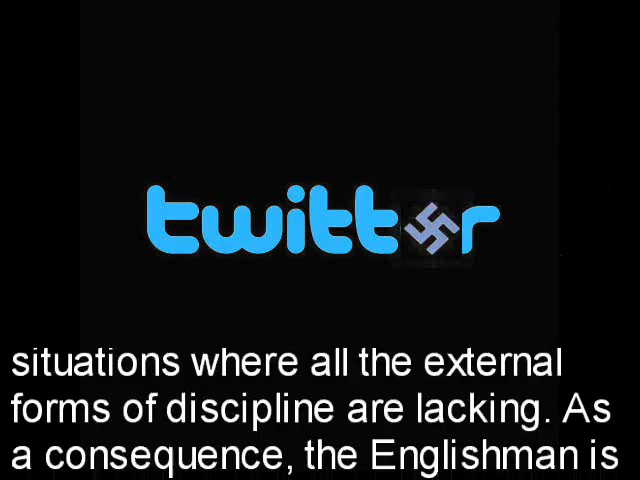 twitt卐r
situations where all the external
forms of discipline are lacking. As
a consequence, the Englishman is